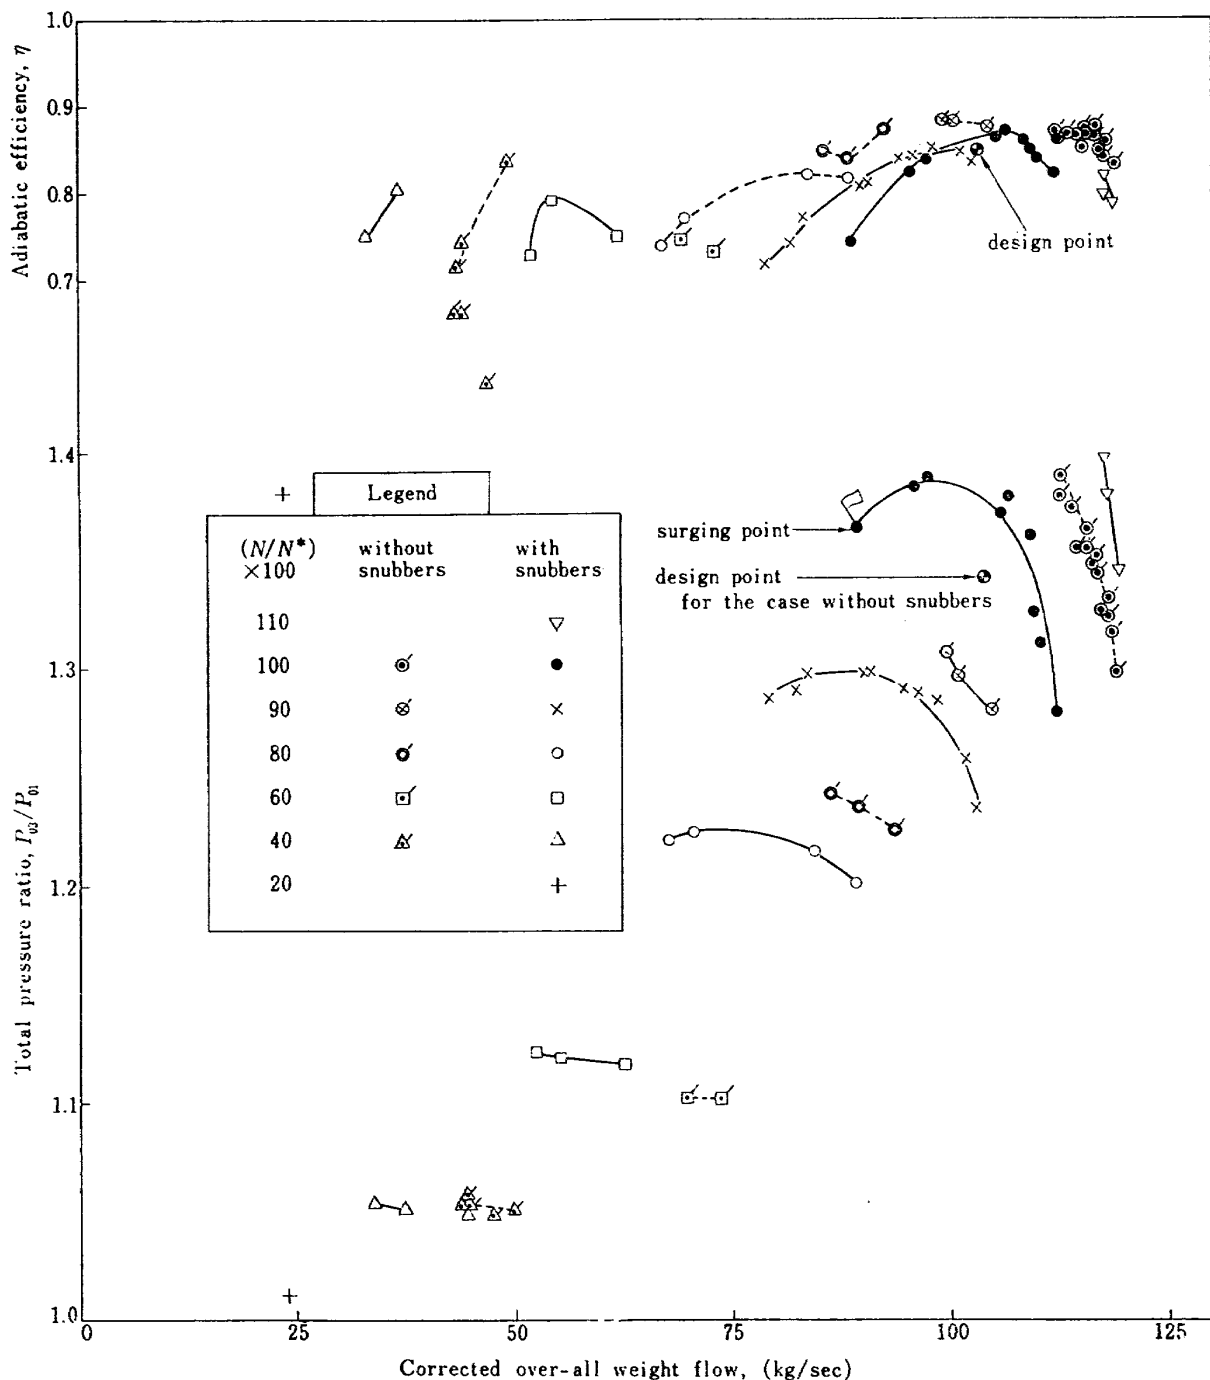 1.0
0.9
0.8
0.7
Adiabatic efficiency, η
design point
1.4
1.3
1.2
1.1
1.0
Total pressure ratio, P03/P01
Legend
(N/N*) ×100 without snubbers with snubbers
110
100
90
80
60
40
20
surging point
design point
for the case without snubbers
0 25 50 75 100 125
Corrected over-all weight flow, (kg/sec)